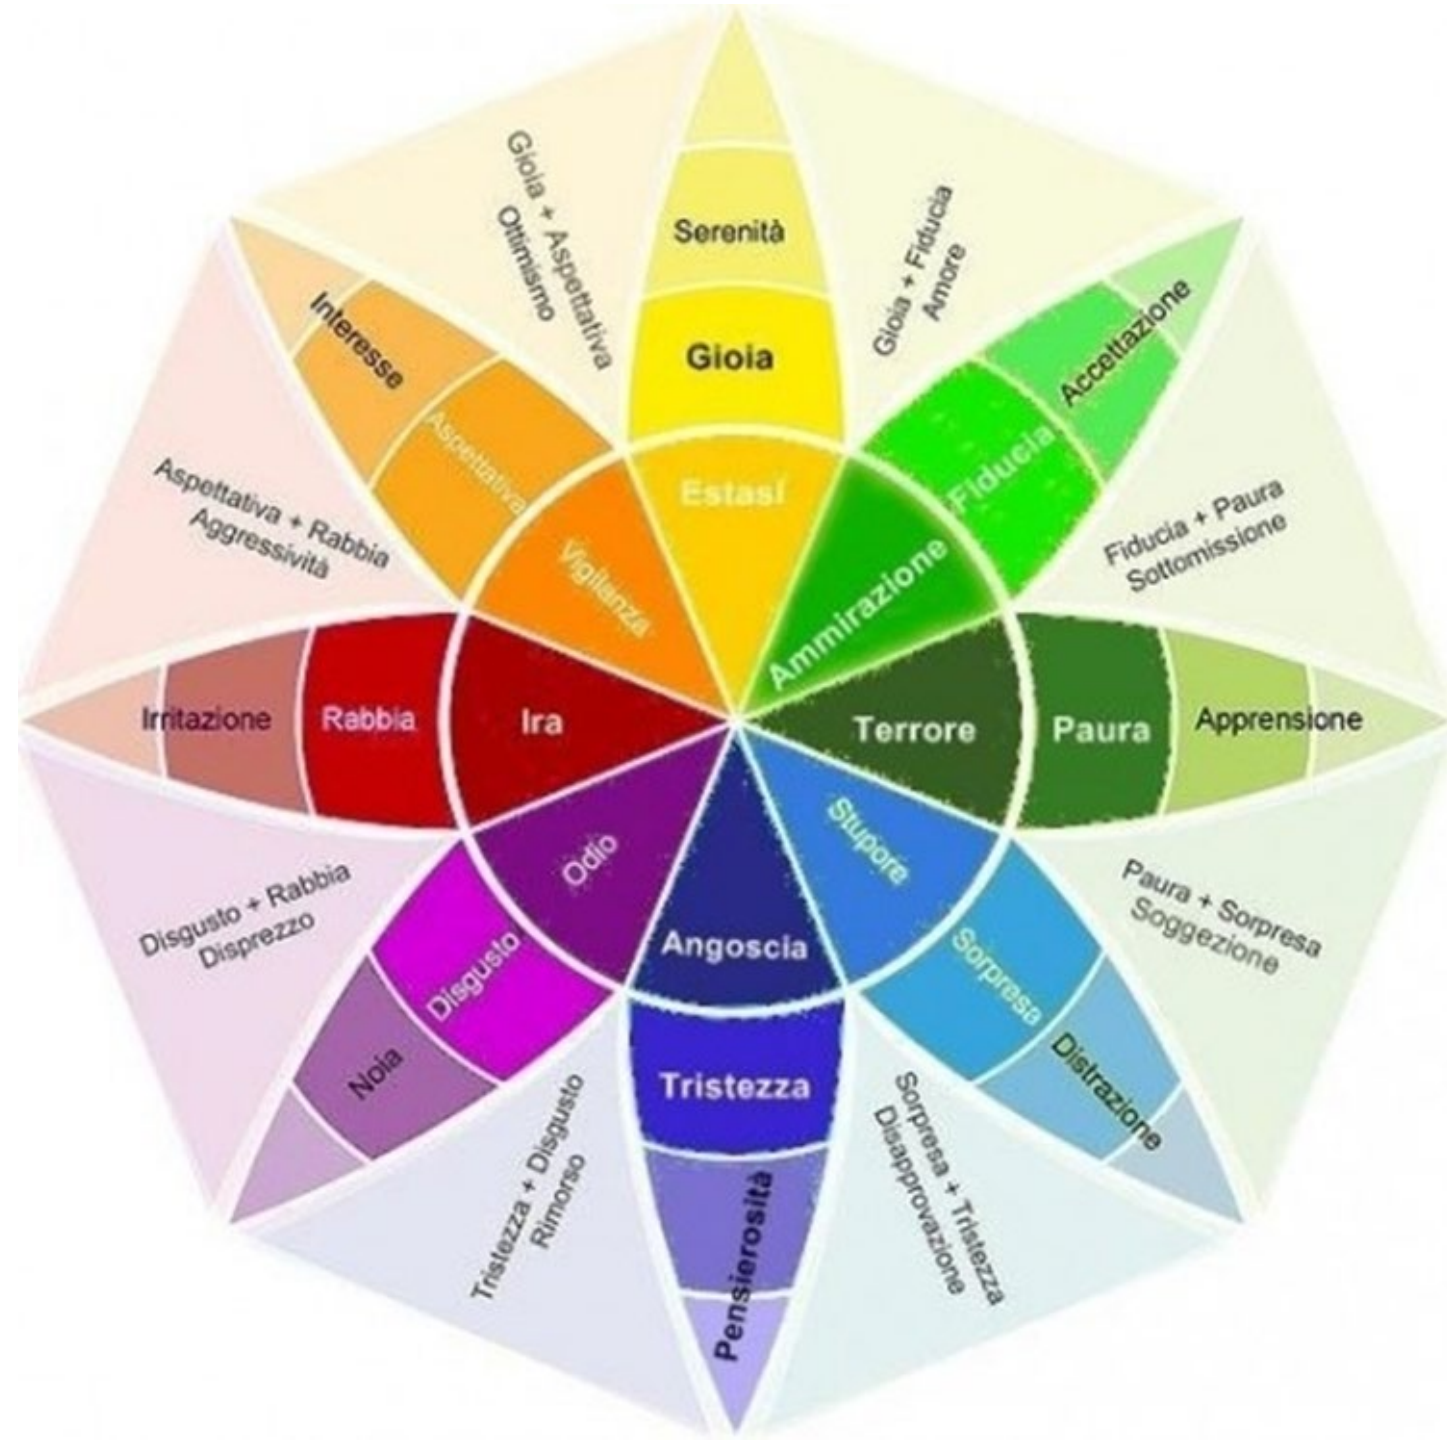 Serenità
Gioia
Estasi
Gioia + Fiducia
Amore
Accettazione
Fiducia
Ammirazione
Fiducia + Paura
Sottomissione
Terrore
Paura
Apprensione
Paura + Sorpresa
Soggezione
Stupore
Sorpresa
Distrazione
Sorpresa + Tristezza
Disapprovazione
Angoscia
Tristezza
Pensierosità
Tristezza + Disgusto
Rimorso
Odio
Disgusto
Noia
Disgusto + Rabbia
Disprezzo
Ira
Rabbia
Irritazione
Aspettativa + Rabbia
Aggressività
Vigilanza
Aspettativa
Interesse
Gioia + Aspettativa
Ottimismo